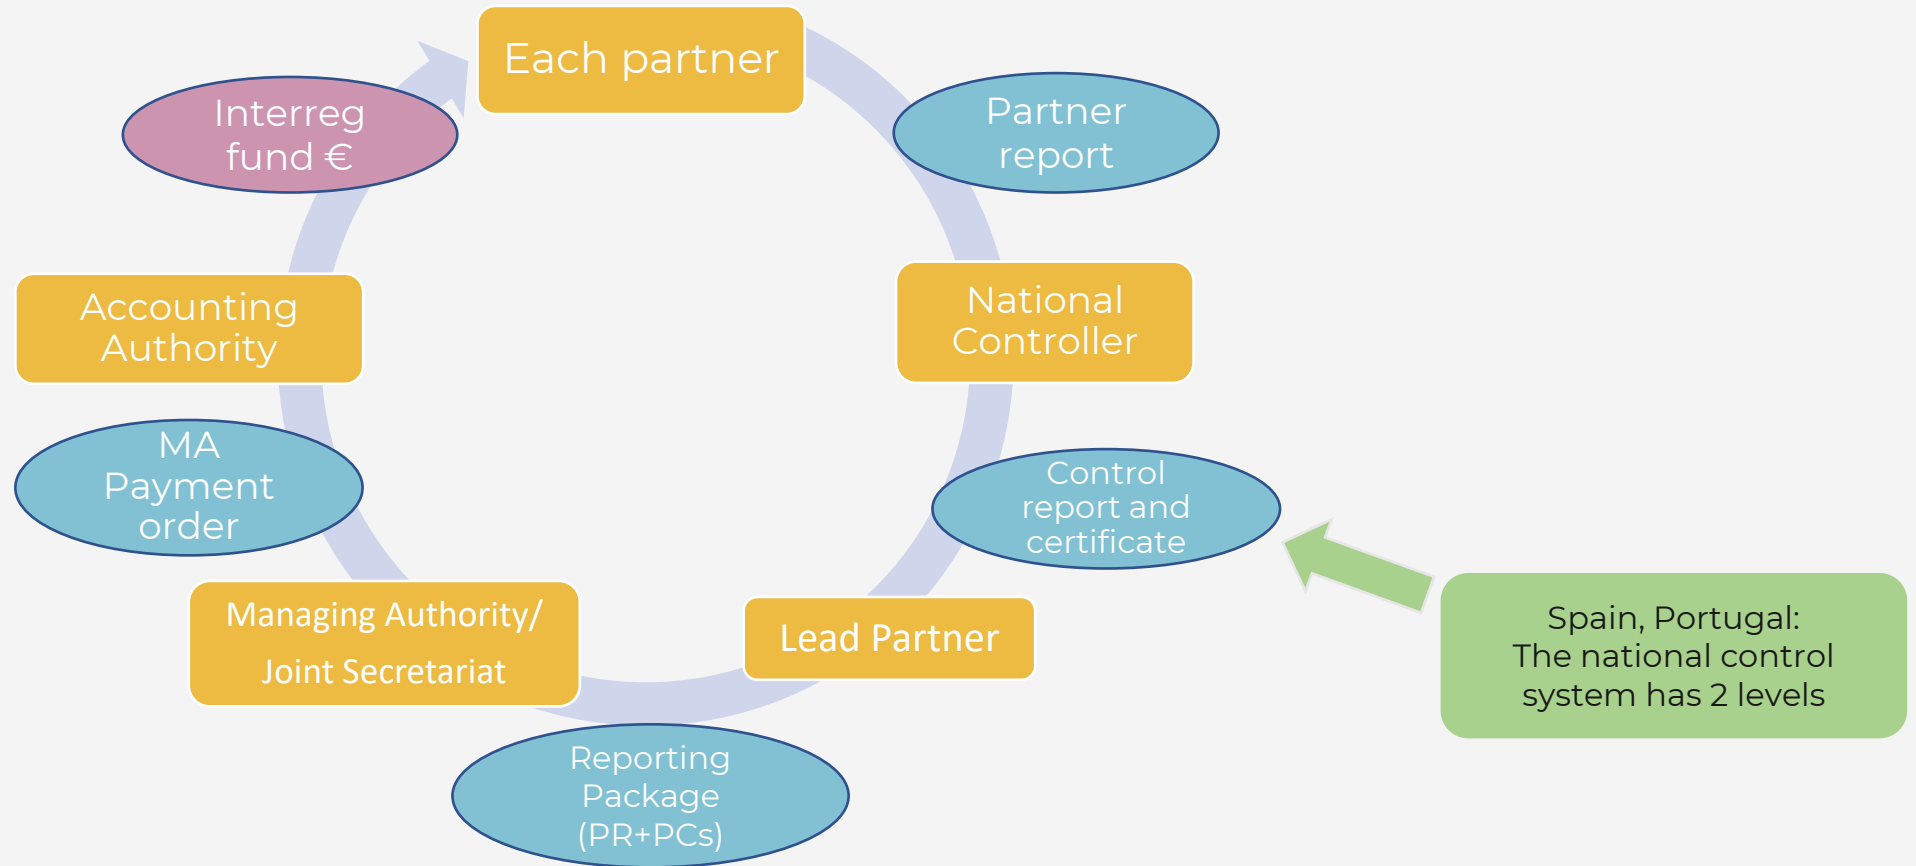 Each partner
Partner
report
National
Controller
Control
report and
certificate
Spain, Portugal:
The national control
system has 2 levels
Lead Partner
Reporting
Package
(PR+PCs)
Managing Authority/
Joint Secretariat
MA
Payment
order
Accounting
Authority
Interreg
fund €